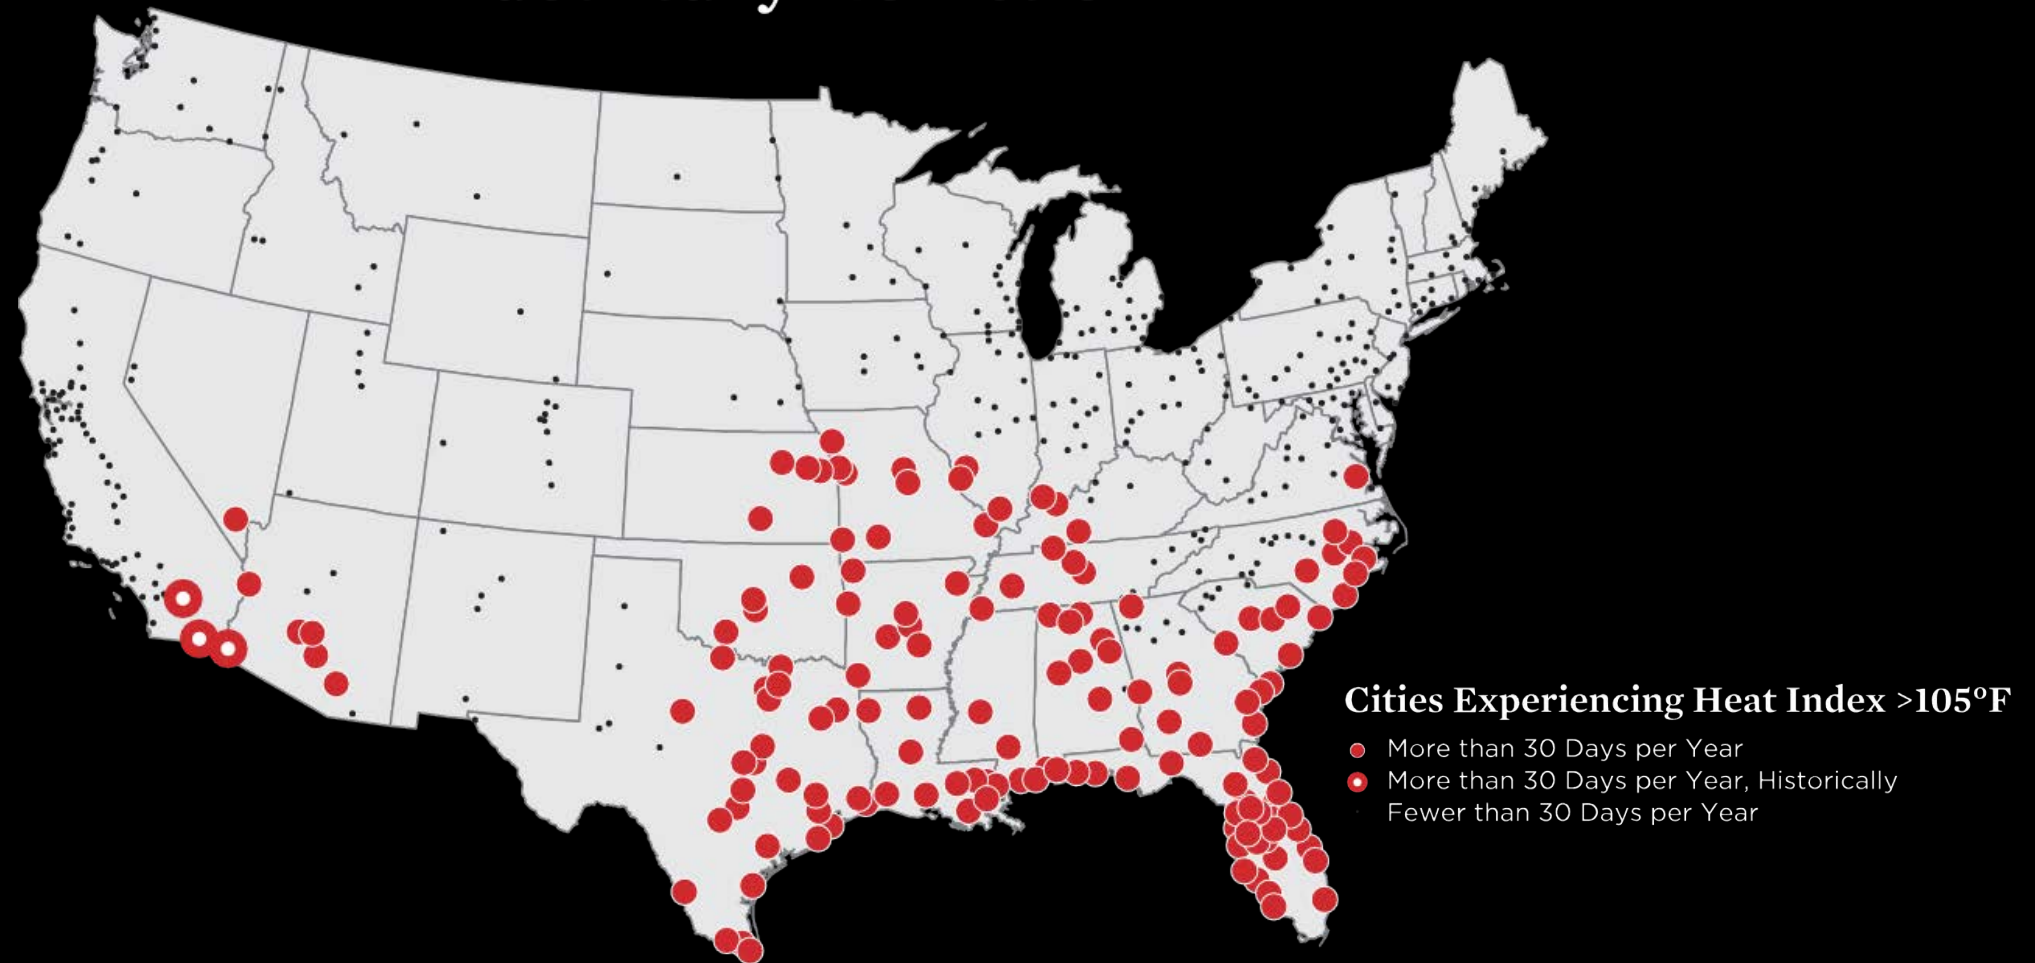 Cities Experiencing Heat Index >105°F
More than 30 Days per Year
More than 30 Days per Year, Historically
Fewer than 30 Days per Year